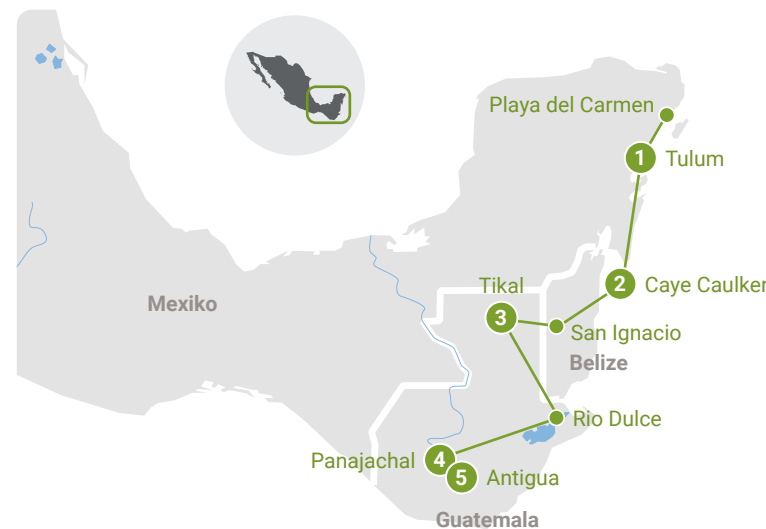 Playa del Carmen
1 Tulum
2 Caye Caulker
Tikal
3
San Ignacio
Mexiko
Belize
Rio Dulce
Panajachal 4
5 Antigua
Guatemala